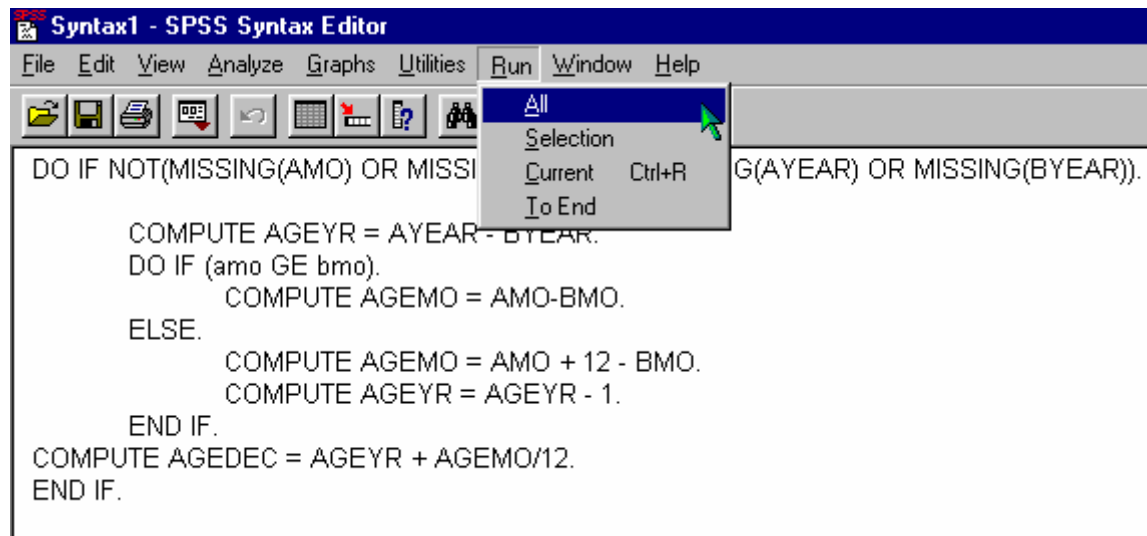 SPSS
Syntax1 - SPSS Syntax Editor
File Edit View Analyze Graphs Utilities Run Window Help
All
Selection
Current Ctrl+R
To End
DO IF NOT(MISSING(AMO) OR MISSI G(AYEAR) OR MISSING(BYEAR)).
COMPUTE AGEYR = AYEAR - BYEAR.
DO IF (amo GE bmo).
COMPUTE AGEMO = AMO-BMO.
ELSE.
COMPUTE AGEMO = AMO + 12 - BMO.
COMPUTE AGEYR = AGEYR - 1.
END IF.
COMPUTE AGEDEC = AGEYR + AGEMO/12.
END IF.